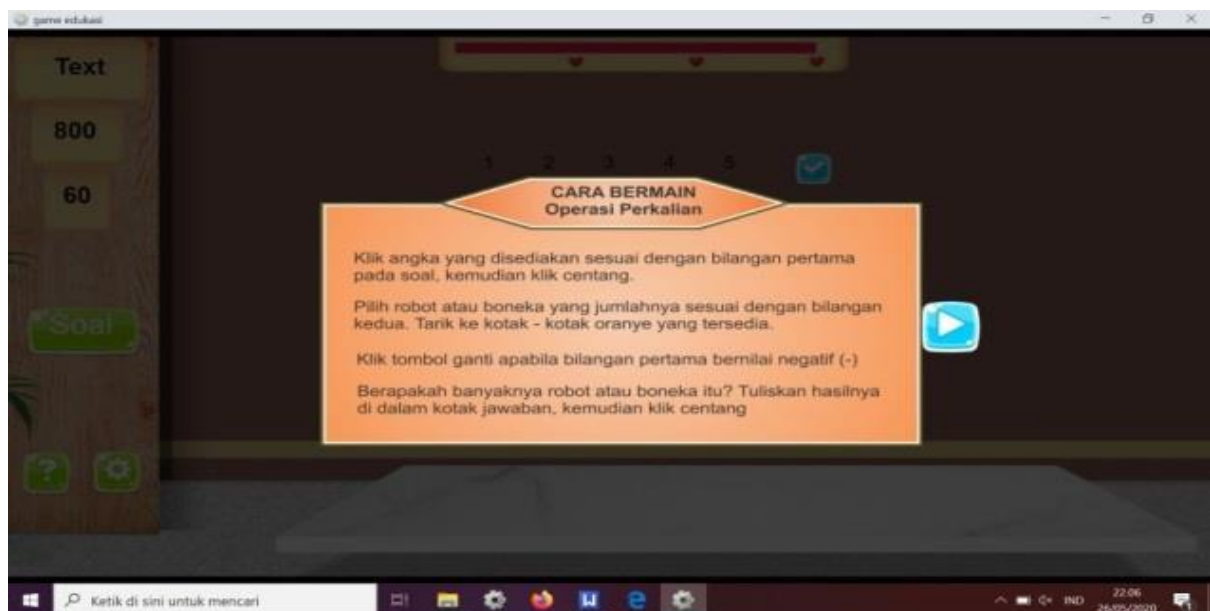 game edukasi
Text
800
60
1 2 3 4 5
CARA BERMAIN
Operasi Perkalian
Klik angka yang disediakan sesuai dengan bilangan pertama
pada soal, kemudian klik centang.
Pilih robot atau boneka yang jumlahnya sesuai dengan bilangan
kedua. Tarik ke kotak - kotak oranye yang tersedia.
Klik tombol ganti apabila bilangan pertama bernilai negatif (-)
Berapakah banyaknya robot atau boneka itu? Tuliskan hasilnya
di dalam kotak jawaban, kemudian klik centang
Soal
?
Ketik di sini untuk mencari
IND
22:06
26/05/2020